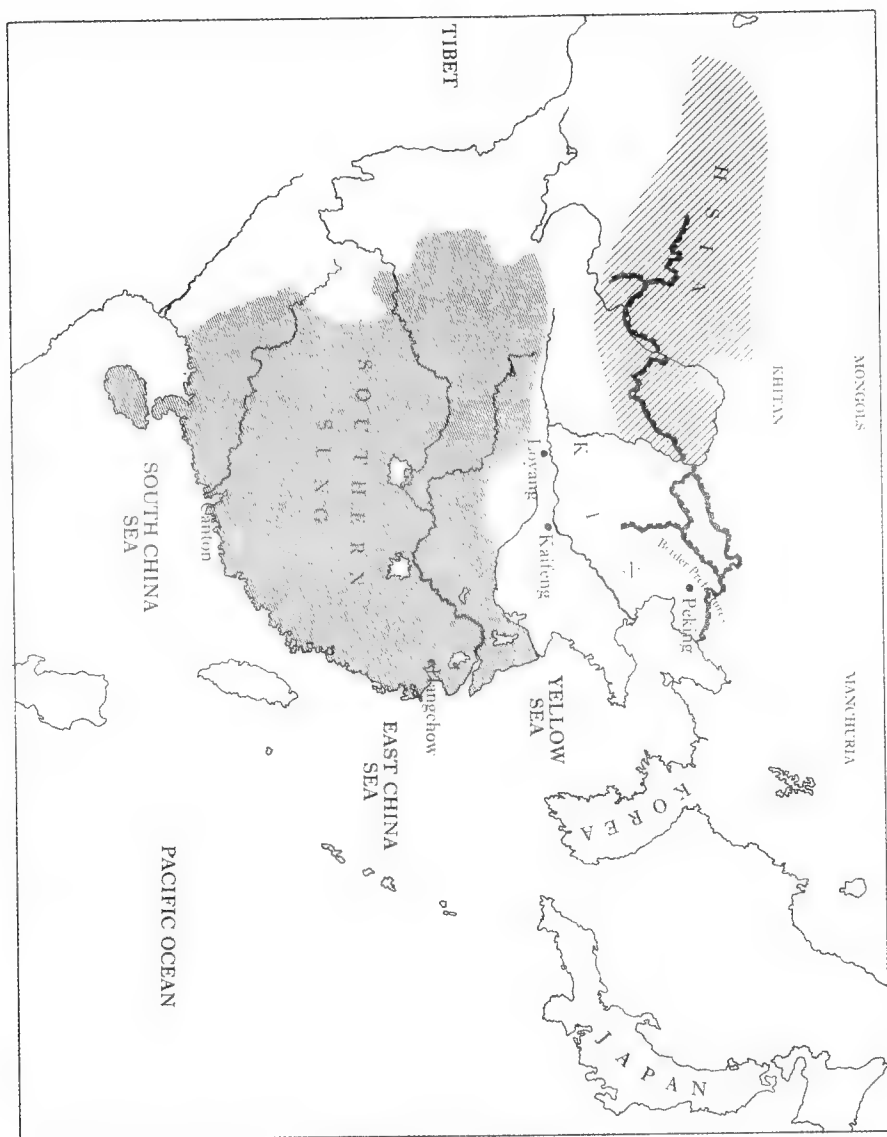 MONGOLS
MANCHURIA
KHITAN
HSIA
Peking
KOREA
K
I
Loyang
Kaifeng
YELLOW
SEA
JAPAN
TIBET
SOUTHERN
SUNG
Hangchow
EAST CHINA
SEA
Canton
SOUTH CHINA
SEA
PACIFIC OCEAN